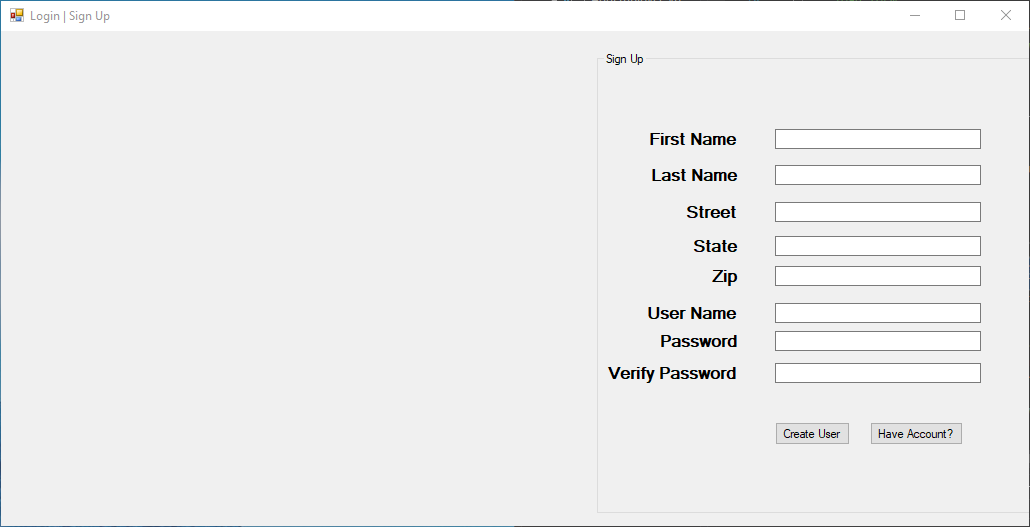 Login | Sign Up
Sign Up
First Name
Last Name
Street
State
Zip
User Name
Password
Verify Password
Create User Have Account?